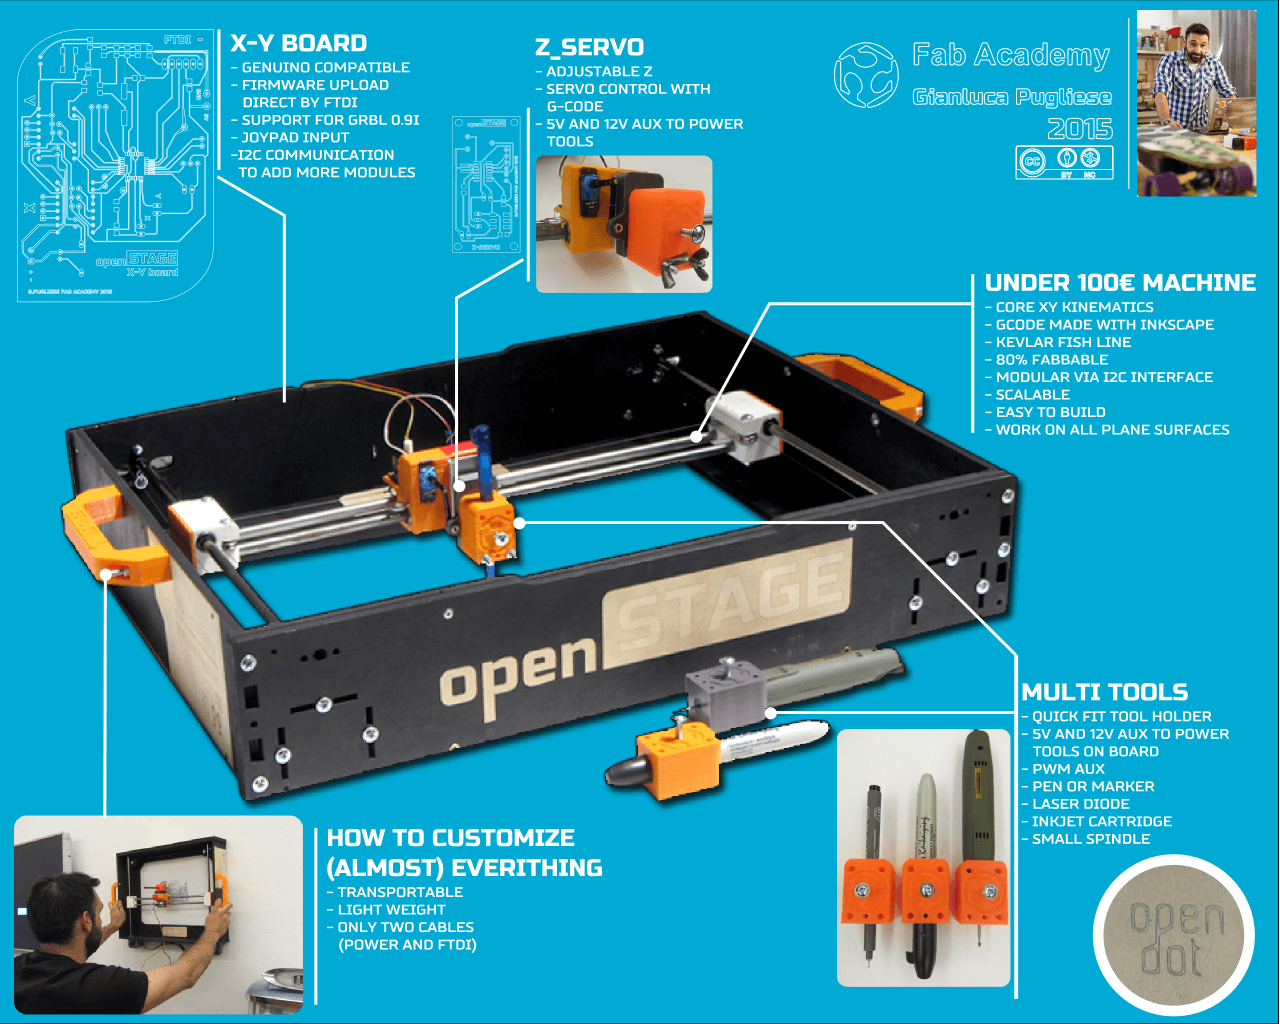 FTDI
Y
X
openSTAGE
X-Y board
G.PUGLIESE FAB ACADEMY 2015
X-Y BOARD
- GENUINO COMPATIBLE
- FIRMWARE UPLOAD
DIRECT BY FTDI
- SUPPORT FOR GRBL 0.9I
- JOYPAD INPUT
-I2C COMMUNICATION
TO ADD MORE MODULES
Z_SERVO
- ADJUSTABLE Z
- SERVO CONTROL WITH
G-CODE
- 5V AND 12V AUX TO POWER
TOOLS
openSTAGE
Z-SERVO
Fab Academy
Gianluca Pugliese
2015
CC
BY NC
UNDER 100€ MACHINE
- CORE XY KINEMATICS
- GCODE MADE WITH INKSCAPE
- KEVLAR FISH LINE
- 80% FABBABLE
- MODULAR VIA I2C INTERFACE
- SCALABLE
- EASY TO BUILD
- WORK ON ALL PLANE SURFACES
openSTAGE
MULTI TOOLS
- QUICK FIT TOOL HOLDER
- 5V AND 12V AUX TO POWER
TOOLS ON BOARD
- PWM AUX
- PEN OR MARKER
- LASER DIODE
- INKJET CARTRIDGE
- SMALL SPINDLE
HOW TO CUSTOMIZE
(ALMOST) EVERITHING
- TRANSPORTABLE
- LIGHT WEIGHT
- ONLY TWO CABLES
(POWER AND FTDI)
open
dot